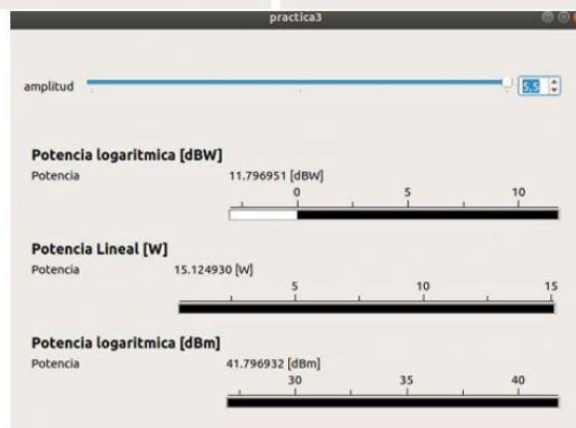 practica3
amplitud 5,5
Potencia logaritmica [dBW]
Potencia 11.796951 [dBW]
0 5 10
Potencia Lineal [W]
Potencia 15.124930 [W]
5 10 15
Potencia logaritmica [dBm]
Potencia 41.796932 [dBm]
30 35 40